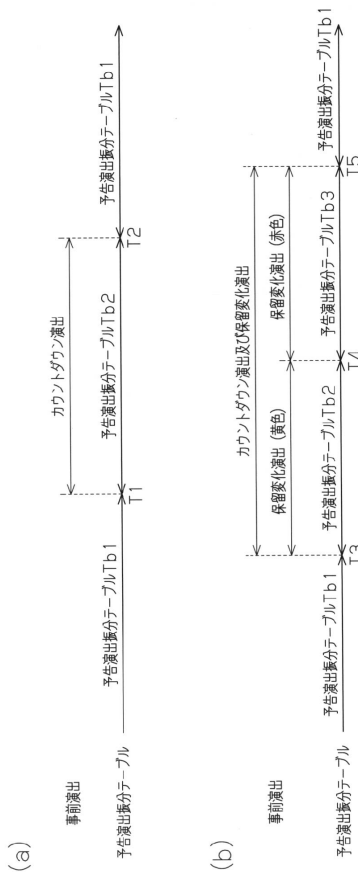 (a)
事前演出
カウントダウン演出
予告演出振分テーブル
予告演出振分テーブルTb1
予告演出振分テーブルTb2
予告演出振分テーブルTb1
T1
T2
(b)
事前演出
カウントダウン演出及び保留変化演出
保留変化演出(黄色)
保留変化演出(赤色)
予告演出振分テーブル
予告演出振分テーブルTb1
予告演出振分テーブルTb2
予告演出振分テーブルTb3
予告演出振分テーブルTb1
T3
T4
T5